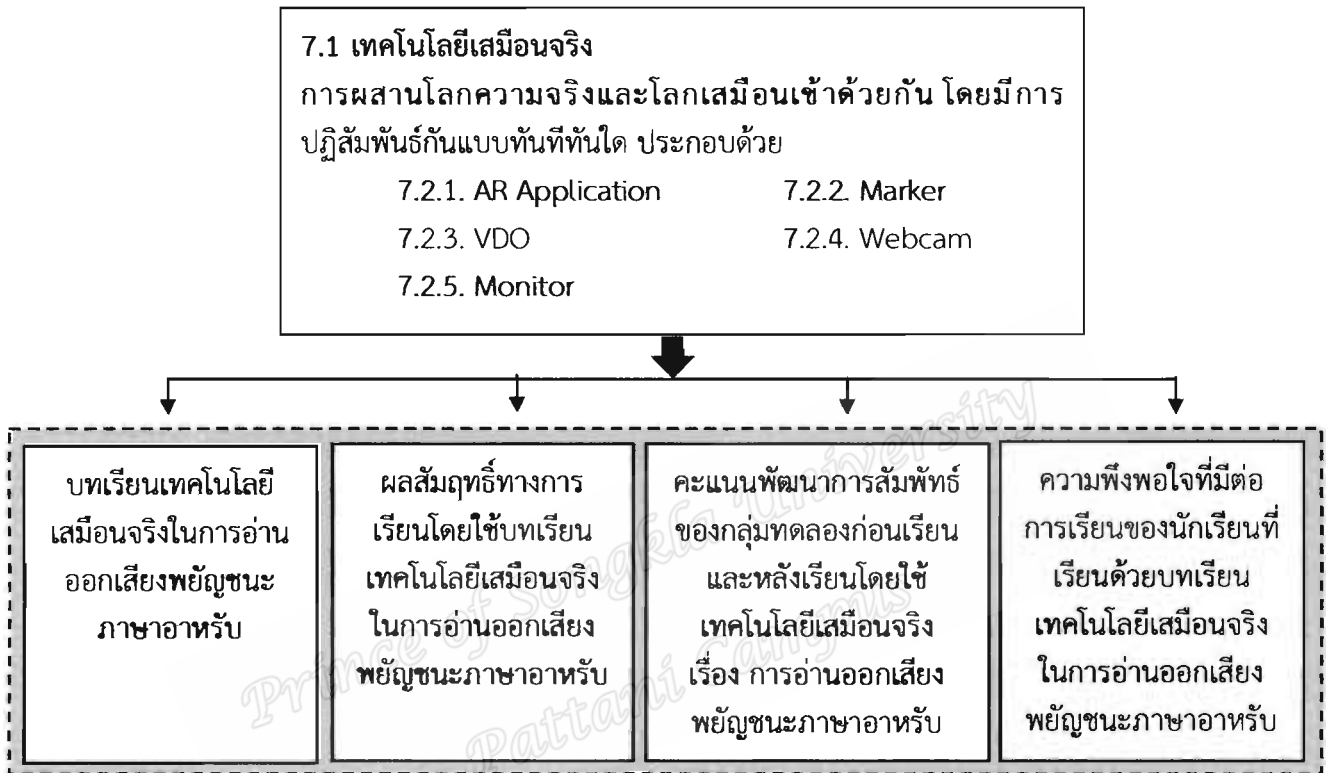 7.1 เทคโนโลยีเสมือนจริง
การผสานโลกความจริงและโลกเสมือนเข้าด้วยกัน โดยมีการ
ปฏิสัมพันธ์กันแบบทันทีทันใด ประกอบด้วย
7.2.1. AR Application 7.2.2. Marker
7.2.3. VDO 7.2.4. Webcam
7.2.5. Monitor
บทเรียนเทคโนโลยี
เสมือนจริงในการอ่าน
ออกเสียงพยัญชนะ
ภาษาอาหรับ
ผลสัมฤทธิ์ทางการ
เรียนโดยใช้บทเรียน
เทคโนโลยีเสมือนจริง
ในการอ่านออกเสียง
พยัญชนะภาษาอาหรับ
คะแนนพัฒนาการสัมพัทธ์
ของกลุ่มทดลองก่อนเรียน
และหลังเรียนโดยใช้
เทคโนโลยีเสมือนจริง
เรื่อง การอ่านออกเสียง
พยัญชนะภาษาอาหรับ
ความพึงพอใจที่มีต่อ
การเรียนของนักเรียนที่
เรียนด้วยบทเรียน
เทคโนโลยีเสมือนจริง
ในการอ่านออกเสียง
พยัญชนะภาษาอาหรับ
Prince of Songkla University
Pattani Campus